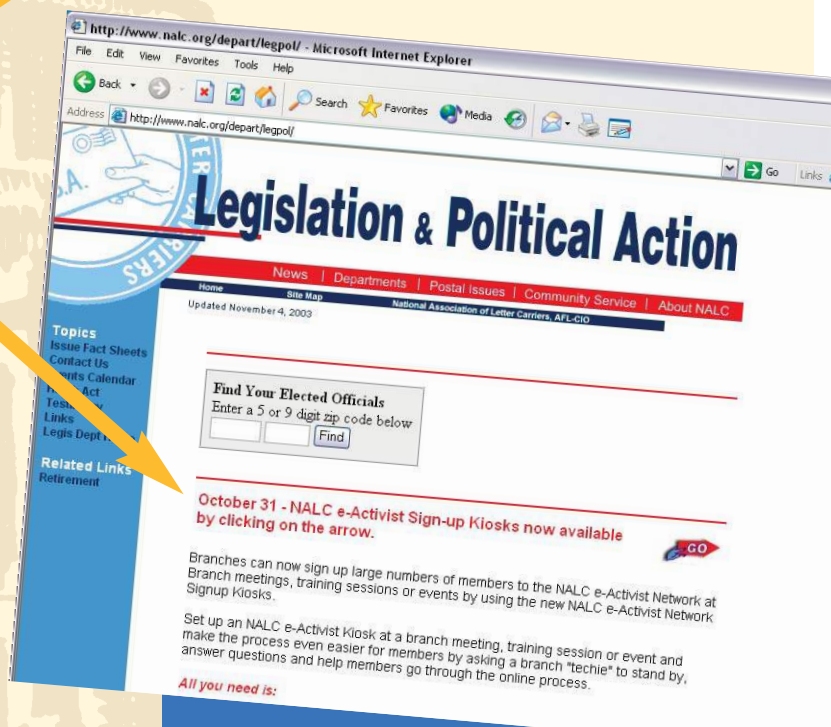 http://www.nalc.org/depart/legpol/ - Microsoft Internet Explorer
File Edit View Favorites Tools Help
Back Search Favorites Media
Address http://www.nalc.org/depart/legpol/ Go Links
U.S.A.
TER CARRIERS
Legislation & Political Action
News | Departments | Postal Issues | Community Service | About NALC
Home Site Map National Association of Letter Carriers, AFL-CIO
Updated November 4, 2003
Topics
Issue Fact Sheets
Contact Us
Events Calendar
Act
Links
Legis Dept
Related Links
Retirement
Find Your Elected Officials
Enter a 5 or 9 digit zip code below
Find
October 31 - NALC e-Activist Sign-up Kiosks now available
by clicking on the arrow.
GO
Branches can now sign up large numbers of members to the NALC e-Activist Network at
Branch meetings, training sessions or events by using the new NALC e-Activist Network
Signup Kiosks.
Set up an NALC e-Activist Kiosk at a branch meeting, training session or event and
make the process even easier for members by asking a branch "techie" to stand by,
answer questions and help members go through the online process.
All you need is: